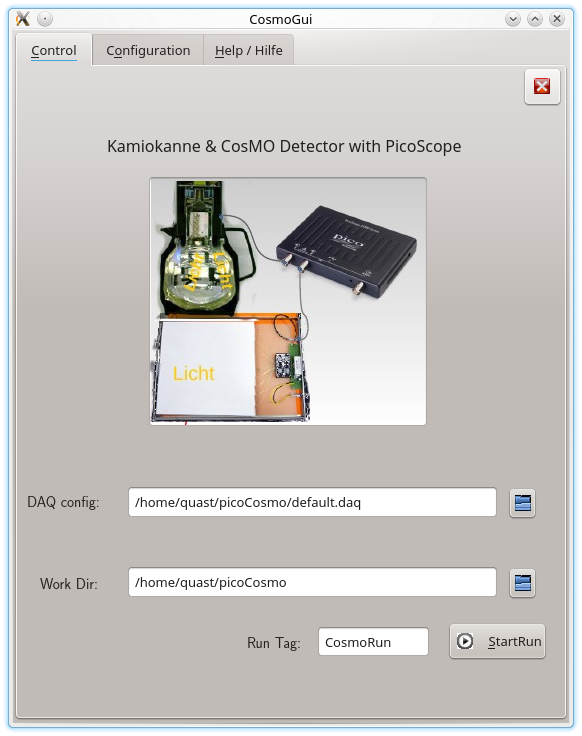 CosmoGui
Control Configuration Help / Hilfe
Kamiokanne & CosMO Detector with PicoScope
pico
Licht
DAQ config: /home/quast/picoCosmo/default.daq
Work Dir: /home/quast/picoCosmo
Run Tag: CosmoRun StartRun